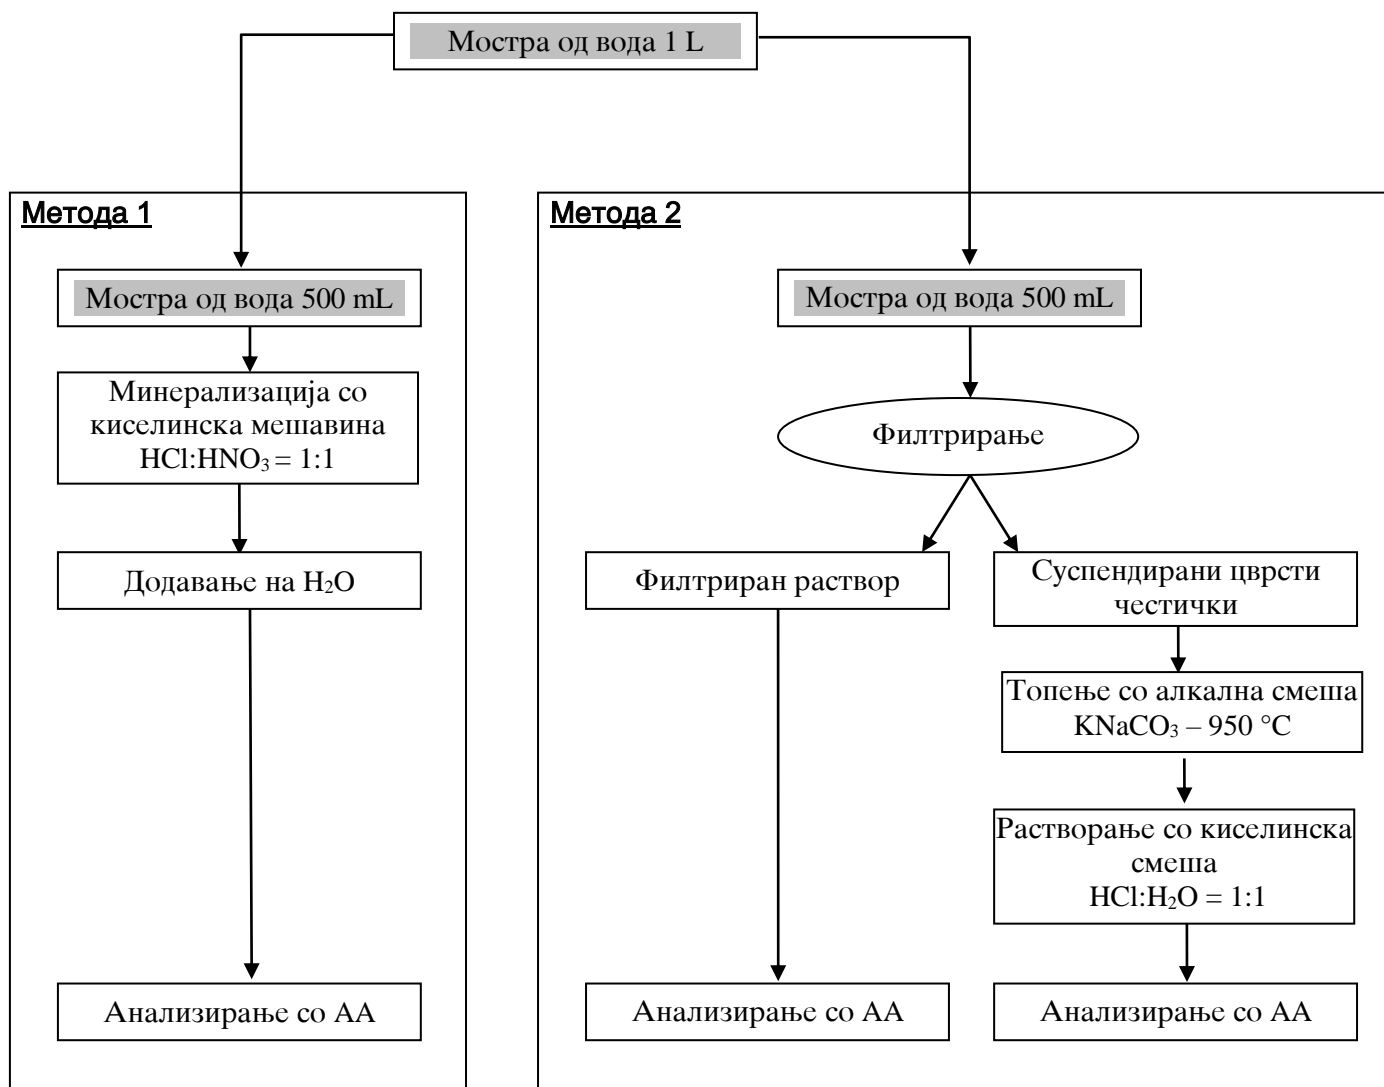 Мостра од вода 1 L
Метода 1
Мостра од вода 500 mL
Минерализација со
киселинска мешавина
HCl:HNO₃ = 1:1
Додавање на H₂O
Анализирање со АА
Метода 2
Мостра од вода 500 mL
Филтрирање
Филтриран раствор
Анализирање со АА
Суспендирани цврсти
честички
Топење со алкална смеша
KNaCO₃ – 950 °C
Растворање со киселинска
смеша
HCl:H₂O = 1:1
Анализирање со АА